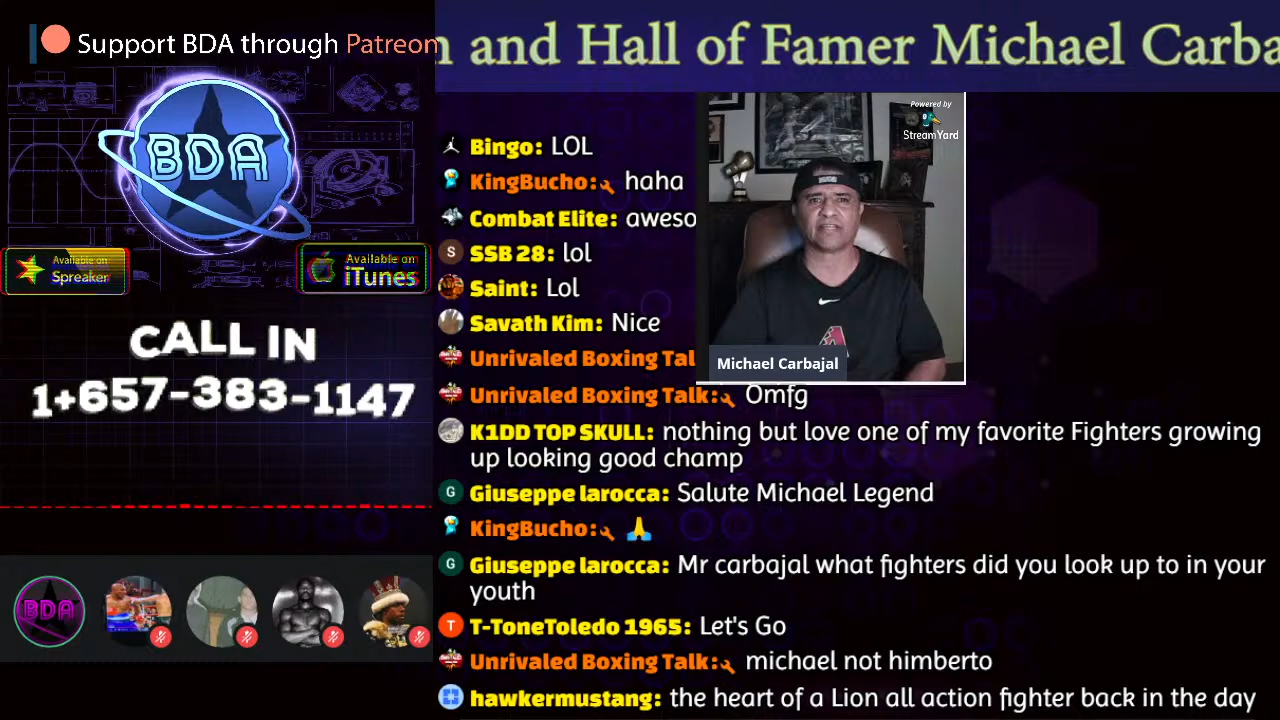 Support BDA through Patreon
n and Hall of Famer Michael Carba
BDA
Available on
Spreaker
Available on
iTunes
CALL IN
1+657-383-1147
BDA
Powered by
StreamYard
Michael Carbajal
Bingo: LOL
KingBucho: haha
Combat Elite: aweso
SSB 28: lol
Saint: Lol
Savath Kim: Nice
Unrivaled Boxing Tal
Unrivaled Boxing Talk: Omfg
K1DD TOP SKULL: nothing but love one of my favorite Fighters growing
up looking good champ
G
Giuseppe Iarocca: Salute Michael Legend
KingBucho: 🙏
G
Giuseppe Iarocca: Mr carbajal what fighters did you look up to in your
youth
T
T-ToneToledo 1965: Let's Go
Unrivaled Boxing Talk: michael not himberto
hawkermustang: the heart of a Lion all action fighter back in the day